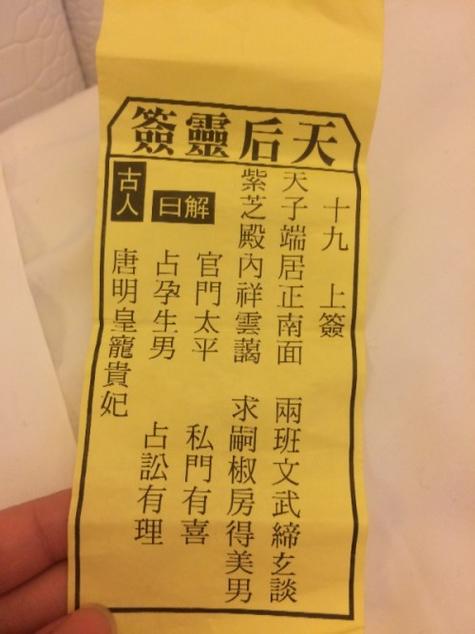 天后靈簽
十九 上簽
天子端居正南面 兩班文武締玄談
紫芝殿內祥雲藹 求嗣椒房得美男
解曰
官門太平 私門有喜
占孕生男 占訟有理
古人
唐明皇寵貴妃